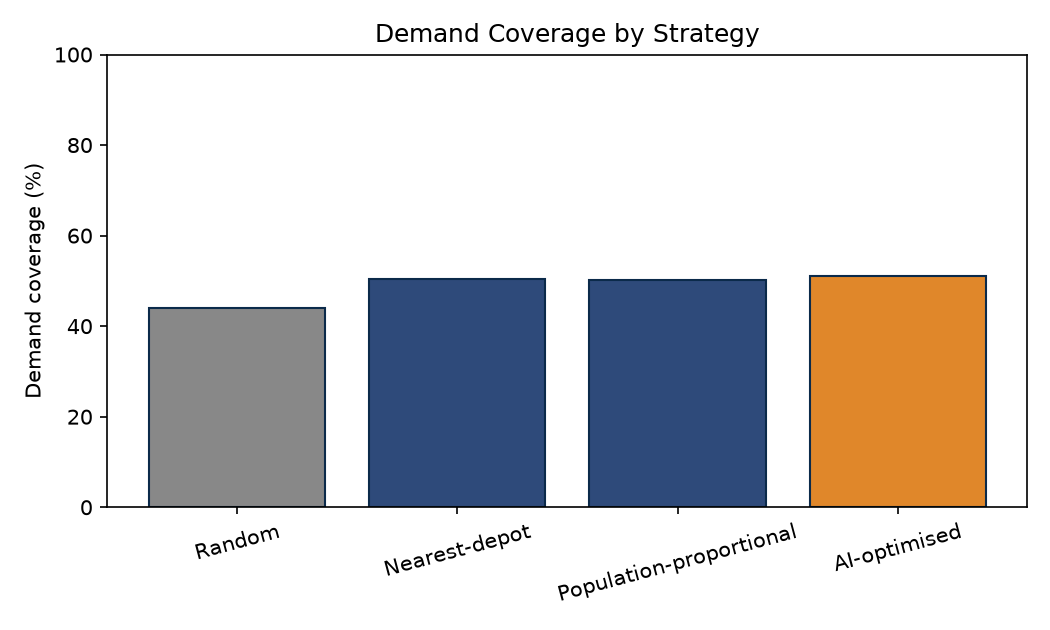 Demand Coverage by Strategy
Demand coverage (%)
100
80
60
40
20
0
Random
Nearest-depot
Population-proportional
AI-optimised